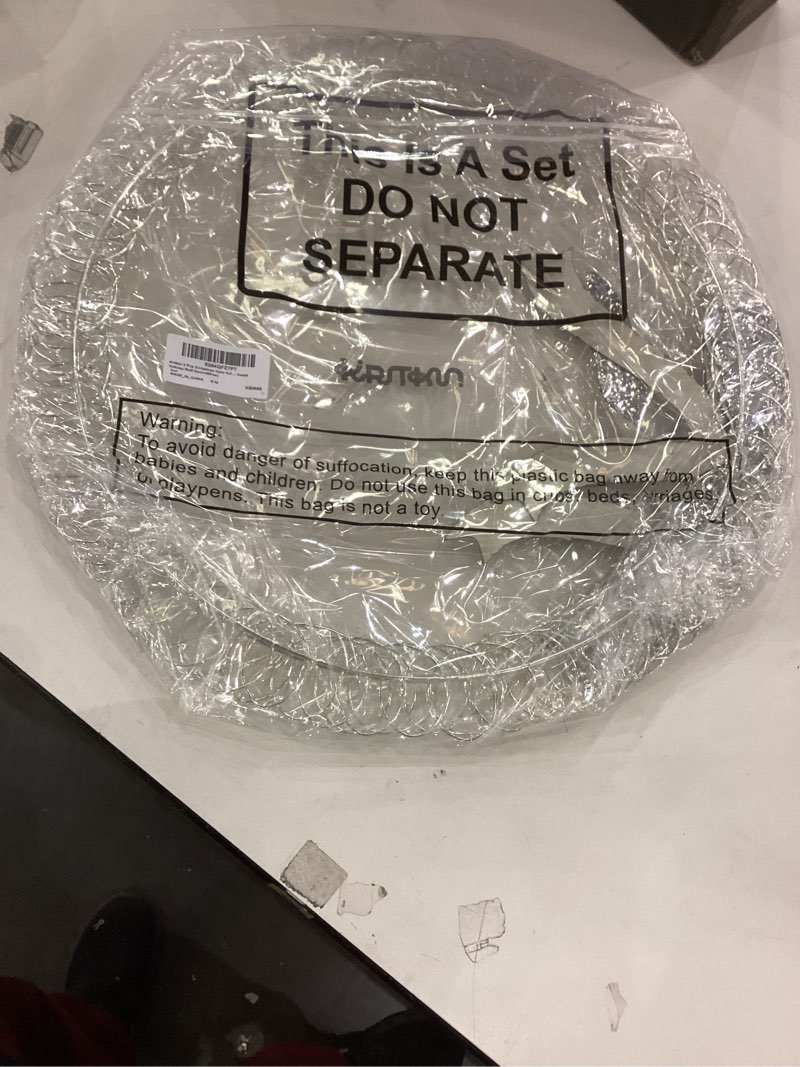 This Is A Set
DO NOT
SEPARATE
KIRSTKMM
Warning:
To avoid danger of suffocation, keep this plastic bag away from
babies and children. Do not use this bag in cribs, beds,
or playpens. This bag is not a toy.